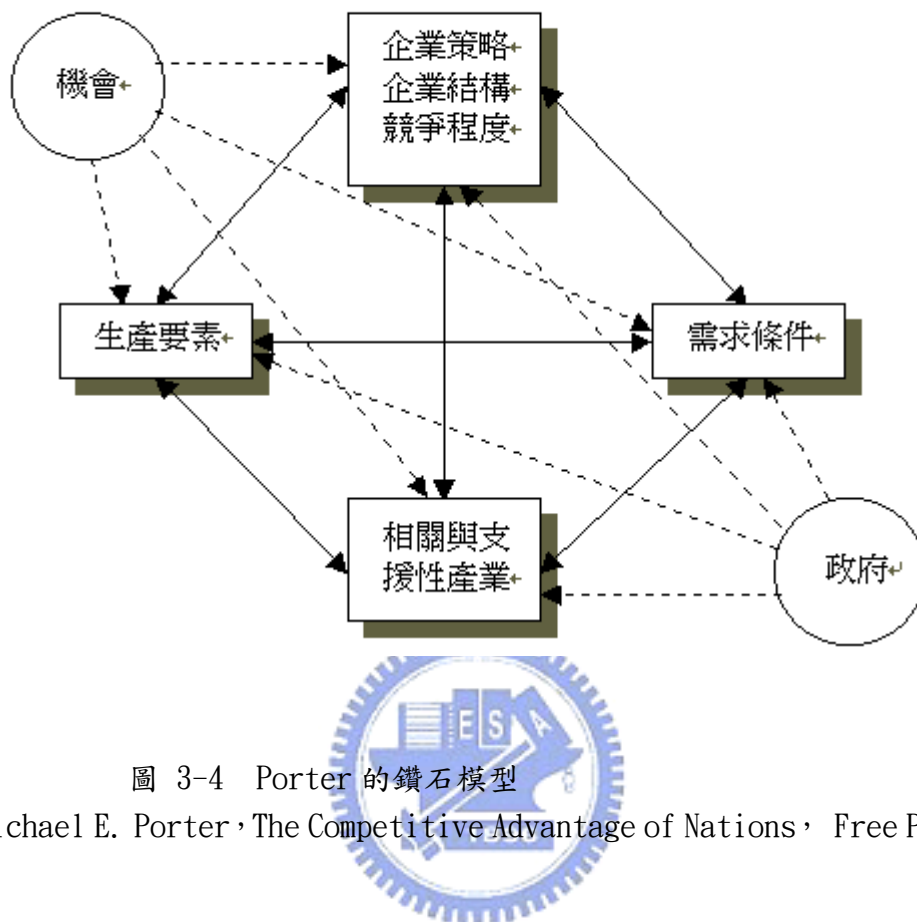 機會
企業策略
企業結構
競爭程度
生產要素
需求條件
相關與支
援性產業
政府
ESA
圖 3-4 Porter 的鑽石模型
ichael E. Porter，The Competitive Advantage of Nations， Free P
1896